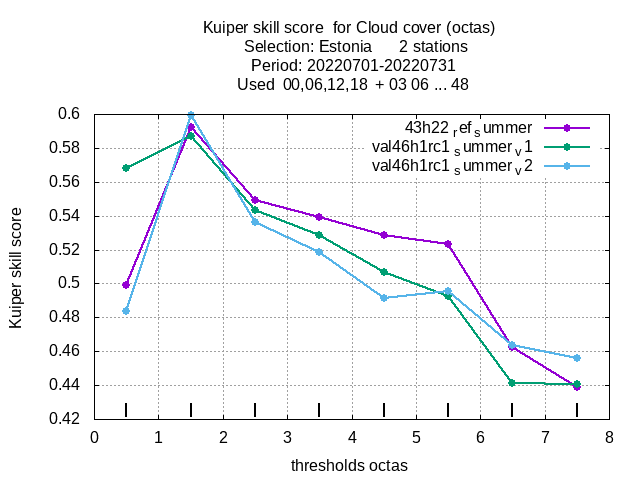 Kuiper skill score  for Cloud cover (octas)
Selection: Estonia      2 stations
Period: 20220701-20220731
Used  00,06,12,18  + 03 06 ... 48
0.6
0.58
0.56
0.54
0.52
0.5
0.48
0.46
0.44
0.42
Kuiper skill score
43h22 ref summer
val46h1rc1 summer v1
val46h1rc1 summer v2
0 1 2 3 4 5 6 7 8
thresholds octas